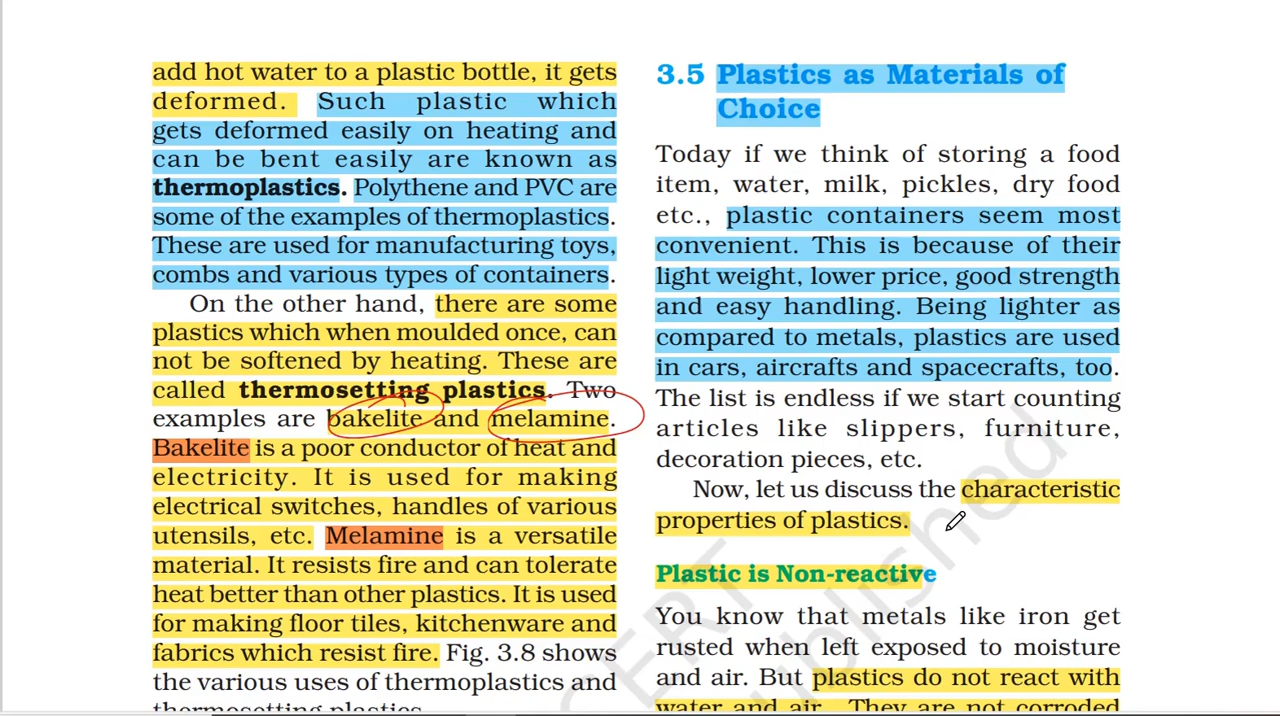 add hot water to a plastic bottle, it gets
deformed. Such plastic which
gets deformed easily on heating and
can be bent easily are known as
thermoplastics. Polythene and PVC are
some of the examples of thermoplastics.
These are used for manufacturing toys,
combs and various types of containers.
On the other hand, there are some
plastics which when moulded once, can
not be softened by heating. These are
called thermosetting plastics. Two
examples are bakelite and melamine.
Bakelite is a poor conductor of heat and
electricity. It is used for making
electrical switches, handles of various
utensils, etc. Melamine is a versatile
material. It resists fire and can tolerate
heat better than other plastics. It is used
for making floor tiles, kitchenware and
fabrics which resist fire. Fig. 3.8 shows
the various uses of thermoplastics and
thermosetting plastics.
3.5 Plastics as Materials of
Choice
Today if we think of storing a food
item, water, milk, pickles, dry food
etc., plastic containers seem most
convenient. This is because of their
light weight, lower price, good strength
and easy handling. Being lighter as
compared to metals, plastics are used
in cars, aircrafts and spacecrafts, too.
The list is endless if we start counting
articles like slippers, furniture,
decoration pieces, etc.
Now, let us discuss the characteristic
properties of plastics.
Plastic is Non-reactive
You know that metals like iron get
rusted when left exposed to moisture
and air. But plastics do not react with
water and air. They are not corroded